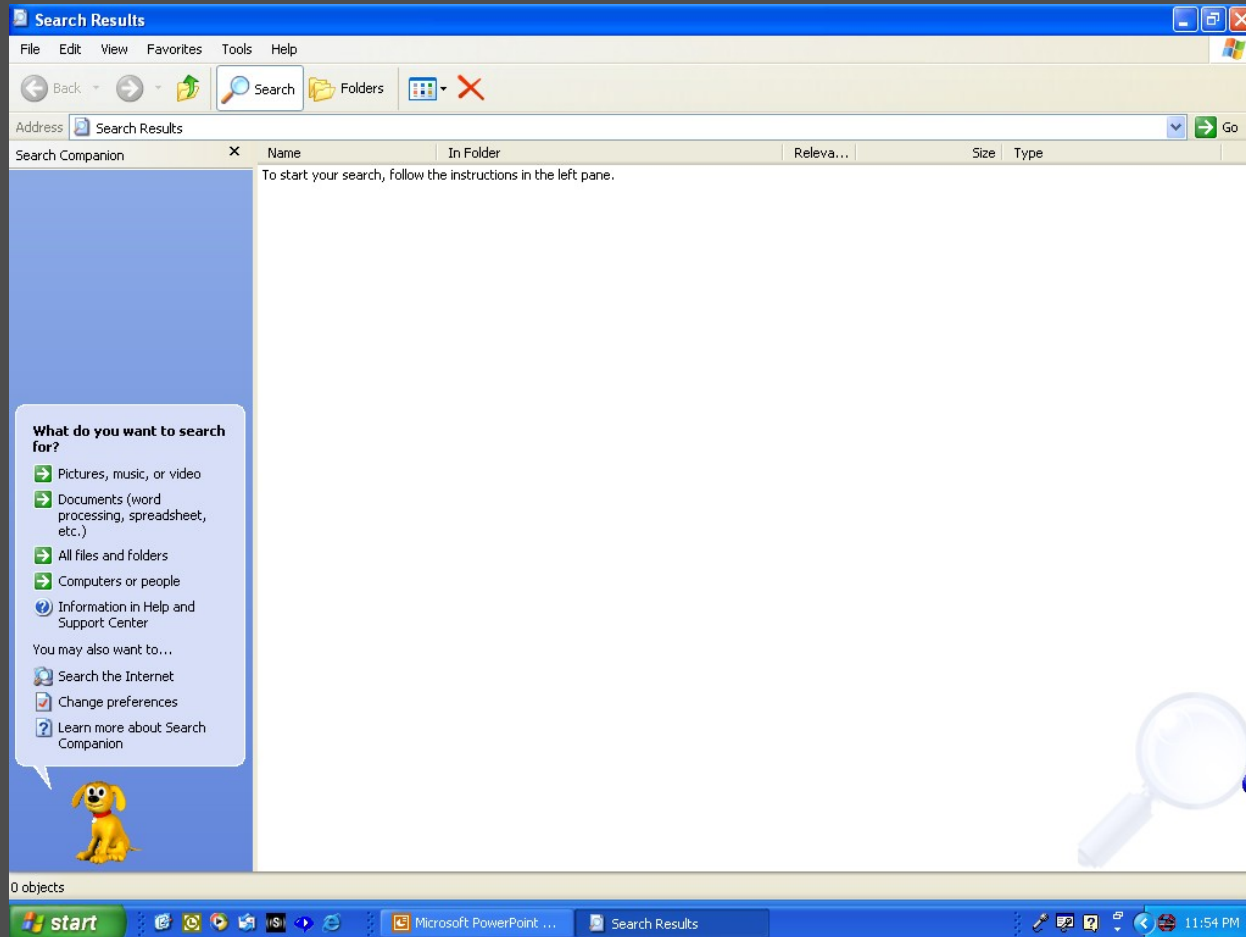 Search Results
File Edit View Favorites Tools Help
Back Search Folders
Address Search Results Go
Search Companion Name In Folder Releva... Size Type
To start your search, follow the instructions in the left pane.
What do you want to search
for?
Pictures, music, or video
Documents (word
processing, spreadsheet,
etc.)
All files and folders
Computers or people
Information in Help and
Support Center
You may also want to...
Search the Internet
Change preferences
Learn more about Search
Companion
0 objects
start Microsoft PowerPoint ... Search Results 11:54 PM